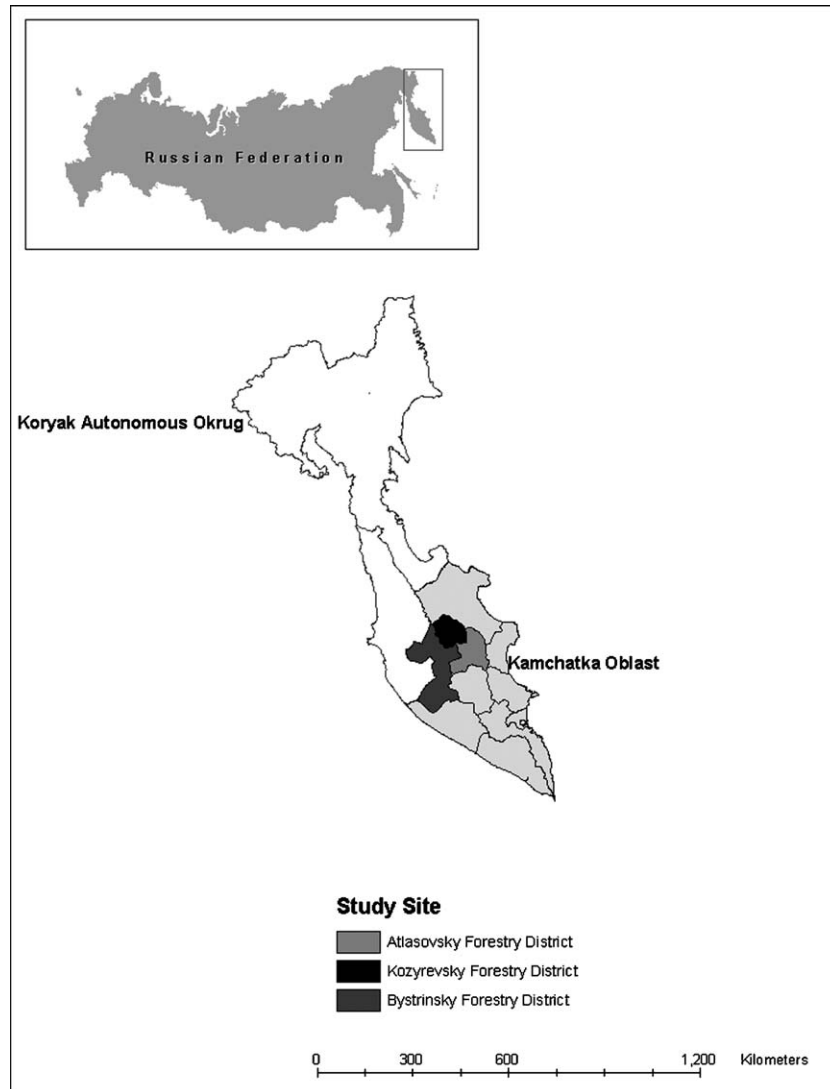 Russian Federation
Koryak Autonomous Okrug
Kamchatka Oblast
Study Site
Atlasovsky Forestry District
Kozyrevsky Forestry District
Bystrinsky Forestry District
0 300 600 1,200 Kilometers